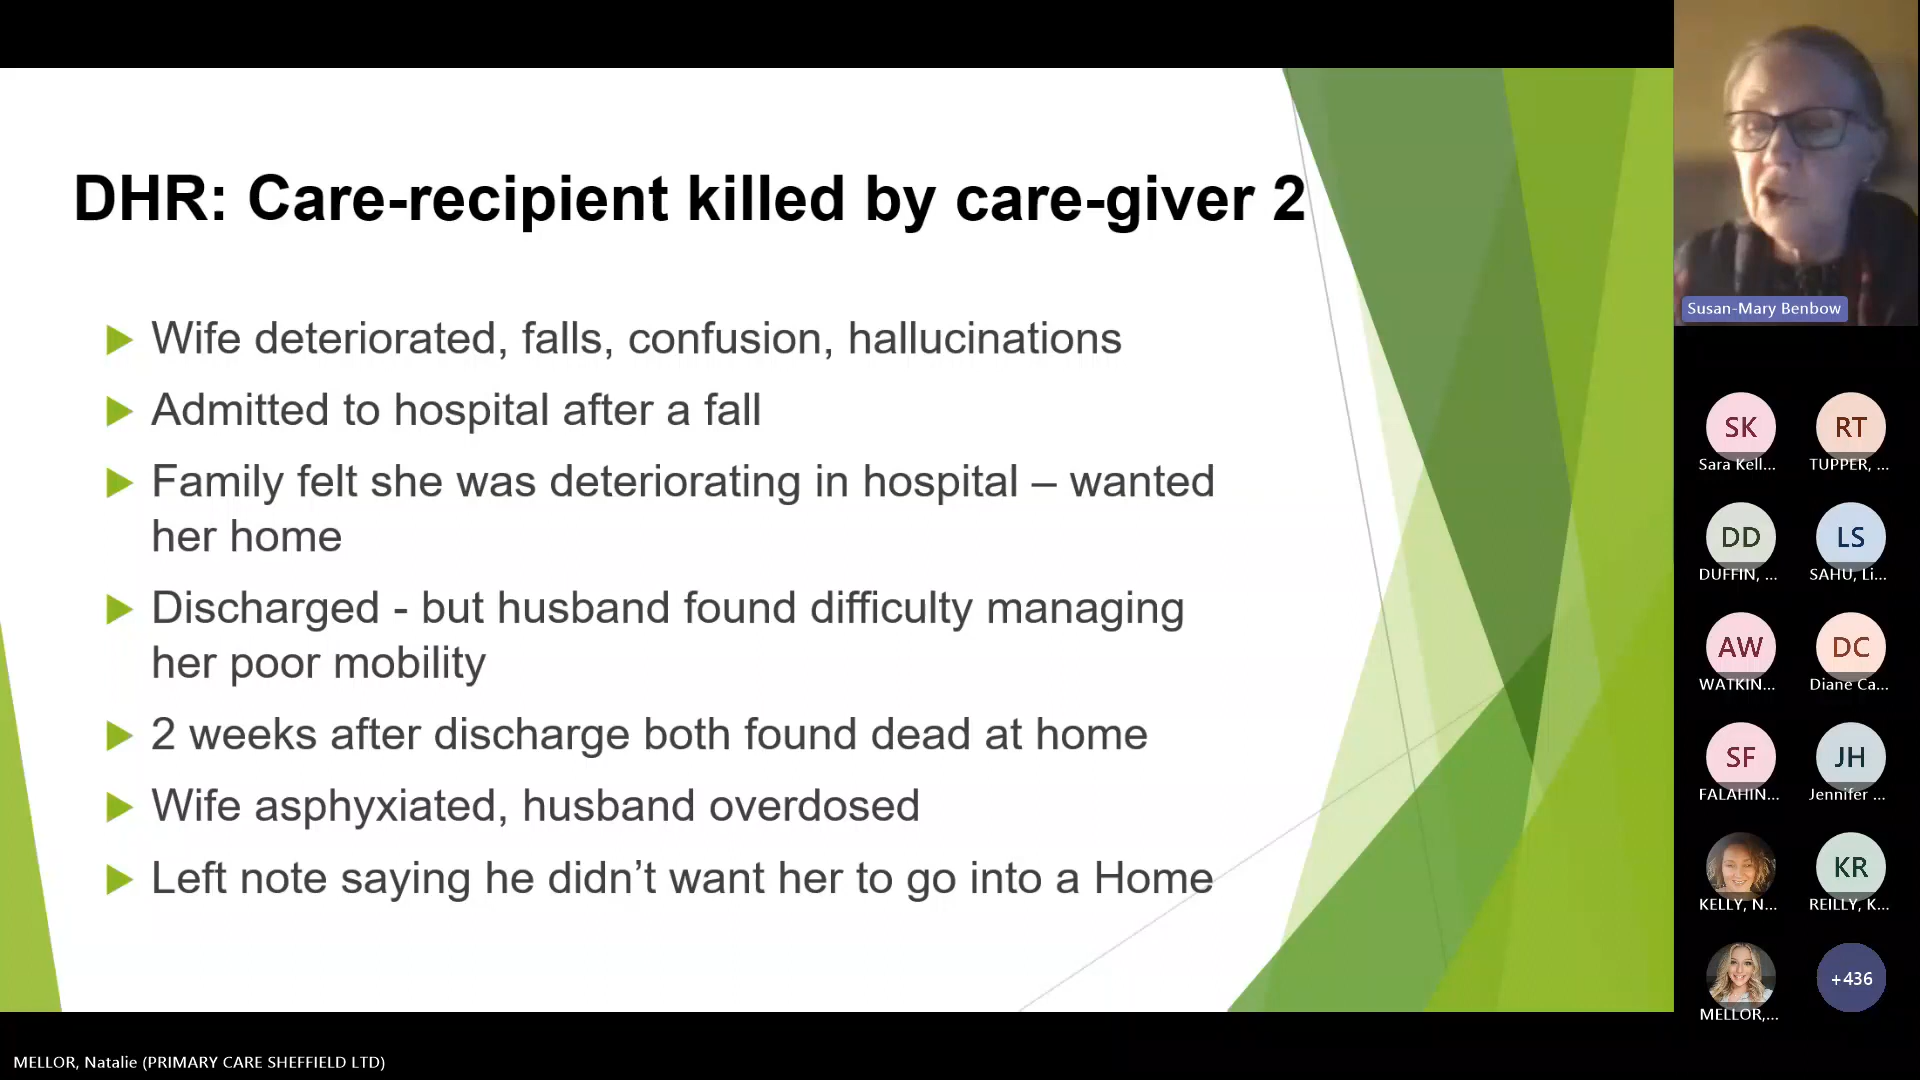 DHR: Care-recipient killed by care-giver 2
Wife deteriorated, falls, confusion, hallucinations
Admitted to hospital after a fall
Family felt she was deteriorating in hospital – wanted
her home
Discharged - but husband found difficulty managing
her poor mobility
2 weeks after discharge both found dead at home
Wife asphyxiated, husband overdosed
Left note saying he didn’t want her to go into a Home
Susan-Mary Benbow
SK
RT
Sara Kell...
TUPPER, ...
DD
LS
DUFFIN, ...
SAHU, Li...
AW
DC
WATKIN...
Diane Ca...
SF
JH
FALAHIN...
Jennifer ...
KR
KELLY, N...
REILLY, K...
+436
MELLOR,...
MELLOR, Natalie (PRIMARY CARE SHEFFIELD LTD)